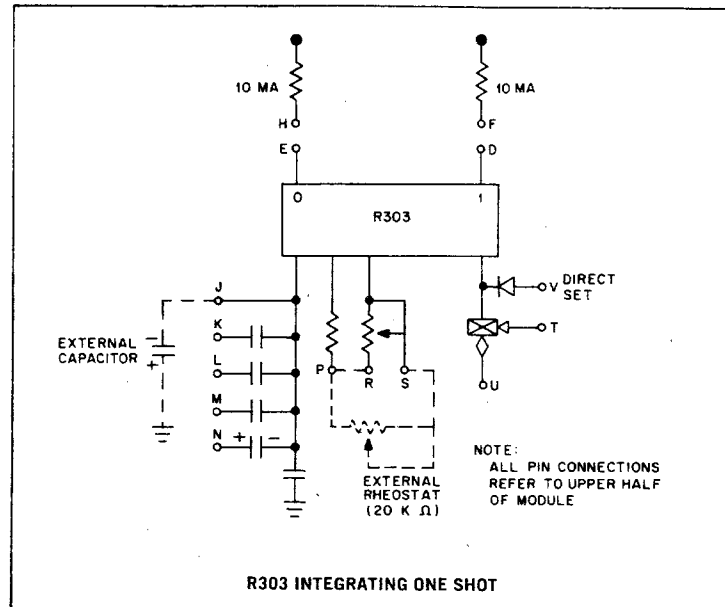 10 MA
10 MA
H
F
E
D
0
1
R303
J
V DIRECT
SET
K
T
EXTERNAL
CAPACITOR
-
+
L
P
R
S
M
U
N
+ -
NOTE:
ALL PIN CONNECTIONS
REFER TO UPPER HALF
OF MODULE
EXTERNAL
RHEOSTAT
(20 K Ω)
R303 INTEGRATING ONE SHOT